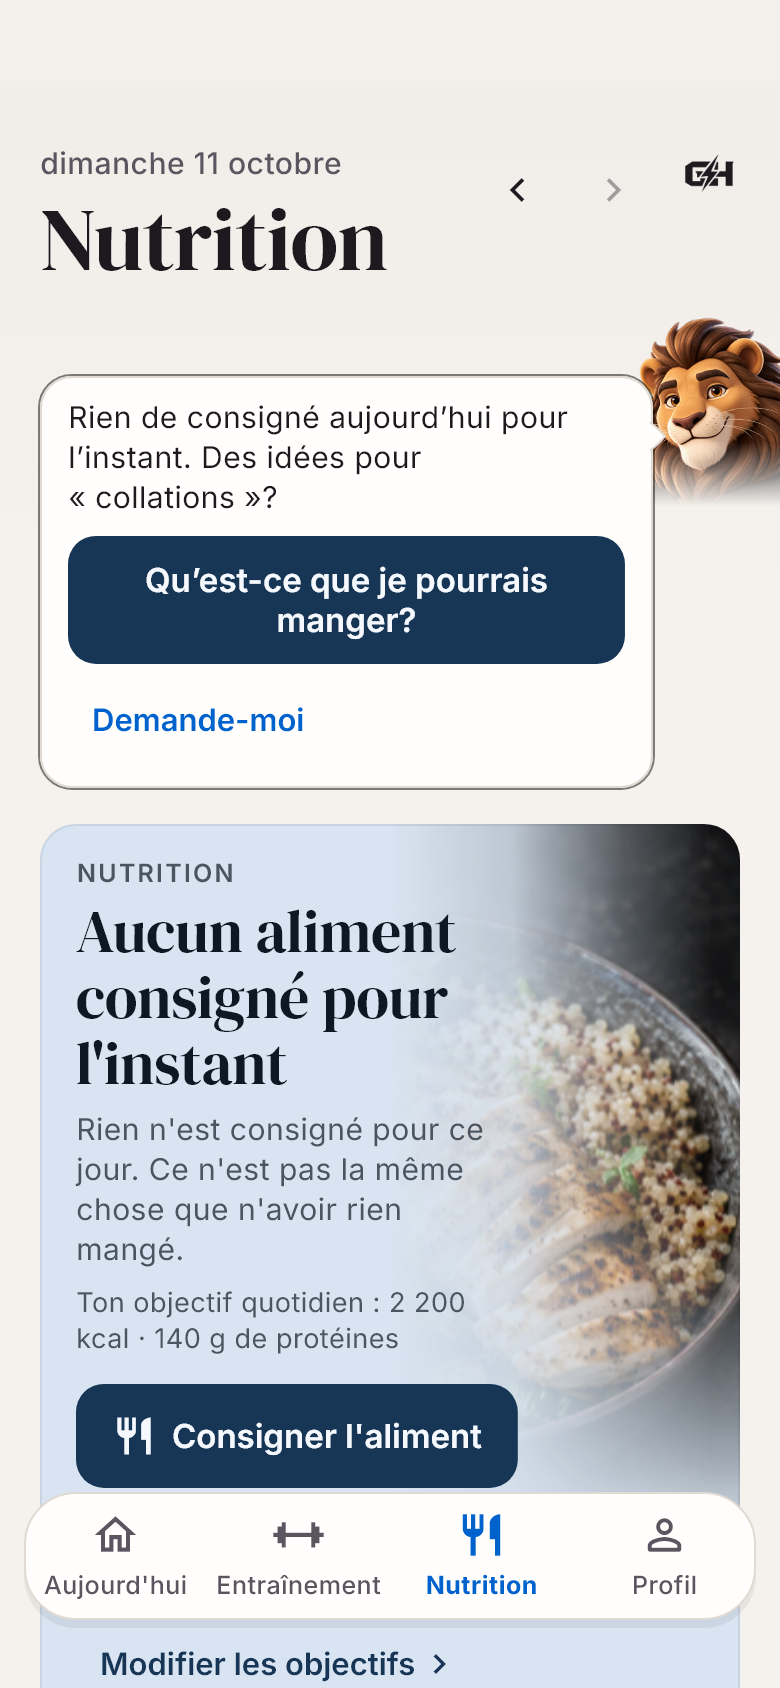 dimanche 11 octobre
GH
Nutrition
Rien de consigné aujourd’hui pour
l’instant. Des idées pour
« collations »?
Qu’est-ce que je pourrais
manger?
Demande-moi
NUTRITION
Aucun aliment
consigné pour
l'instant
Rien n'est consigné pour ce
jour. Ce n'est pas la même
chose que n'avoir rien
mangé.
Ton objectif quotidien : 2 200
kcal · 140 g de protéines
Consigner l'aliment
Aujourd'hui
Entraînement
Nutrition
Profil
Modifier les objectifs